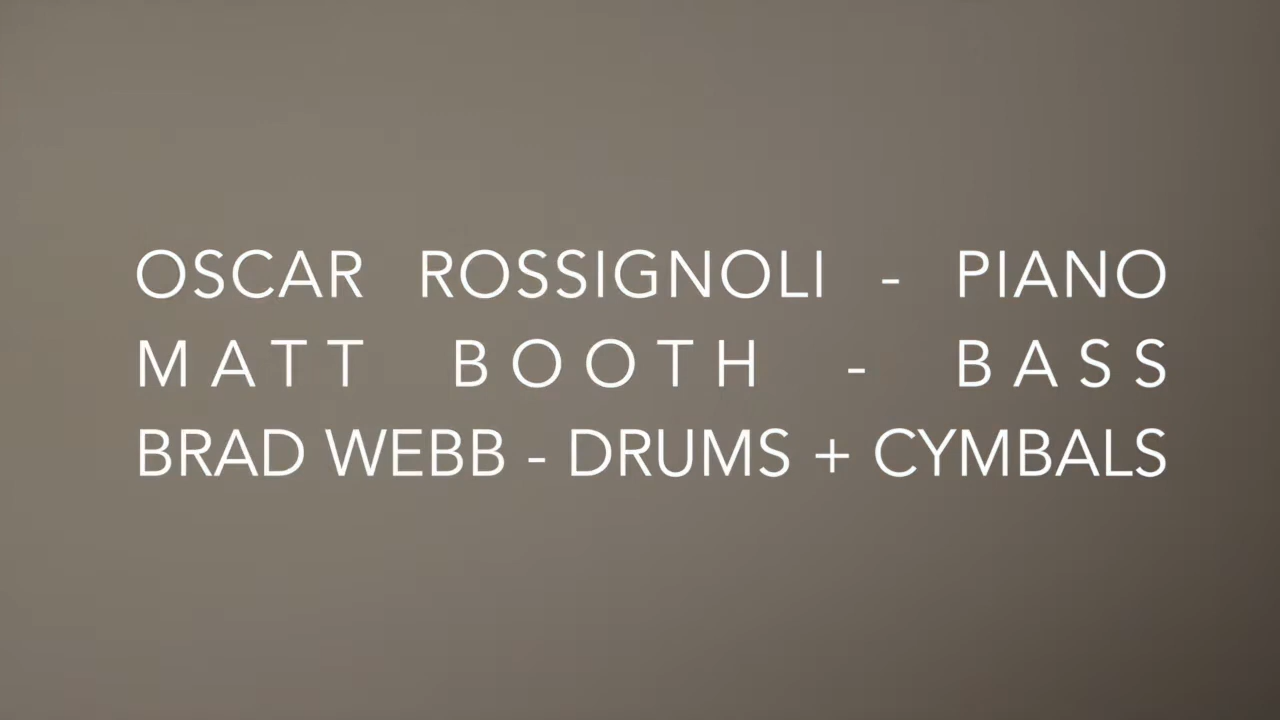 OSCAR ROSSIGNOLI - PIANO
MATT BOOTH - BASS
BRAD WEBB - DRUMS + CYMBALS